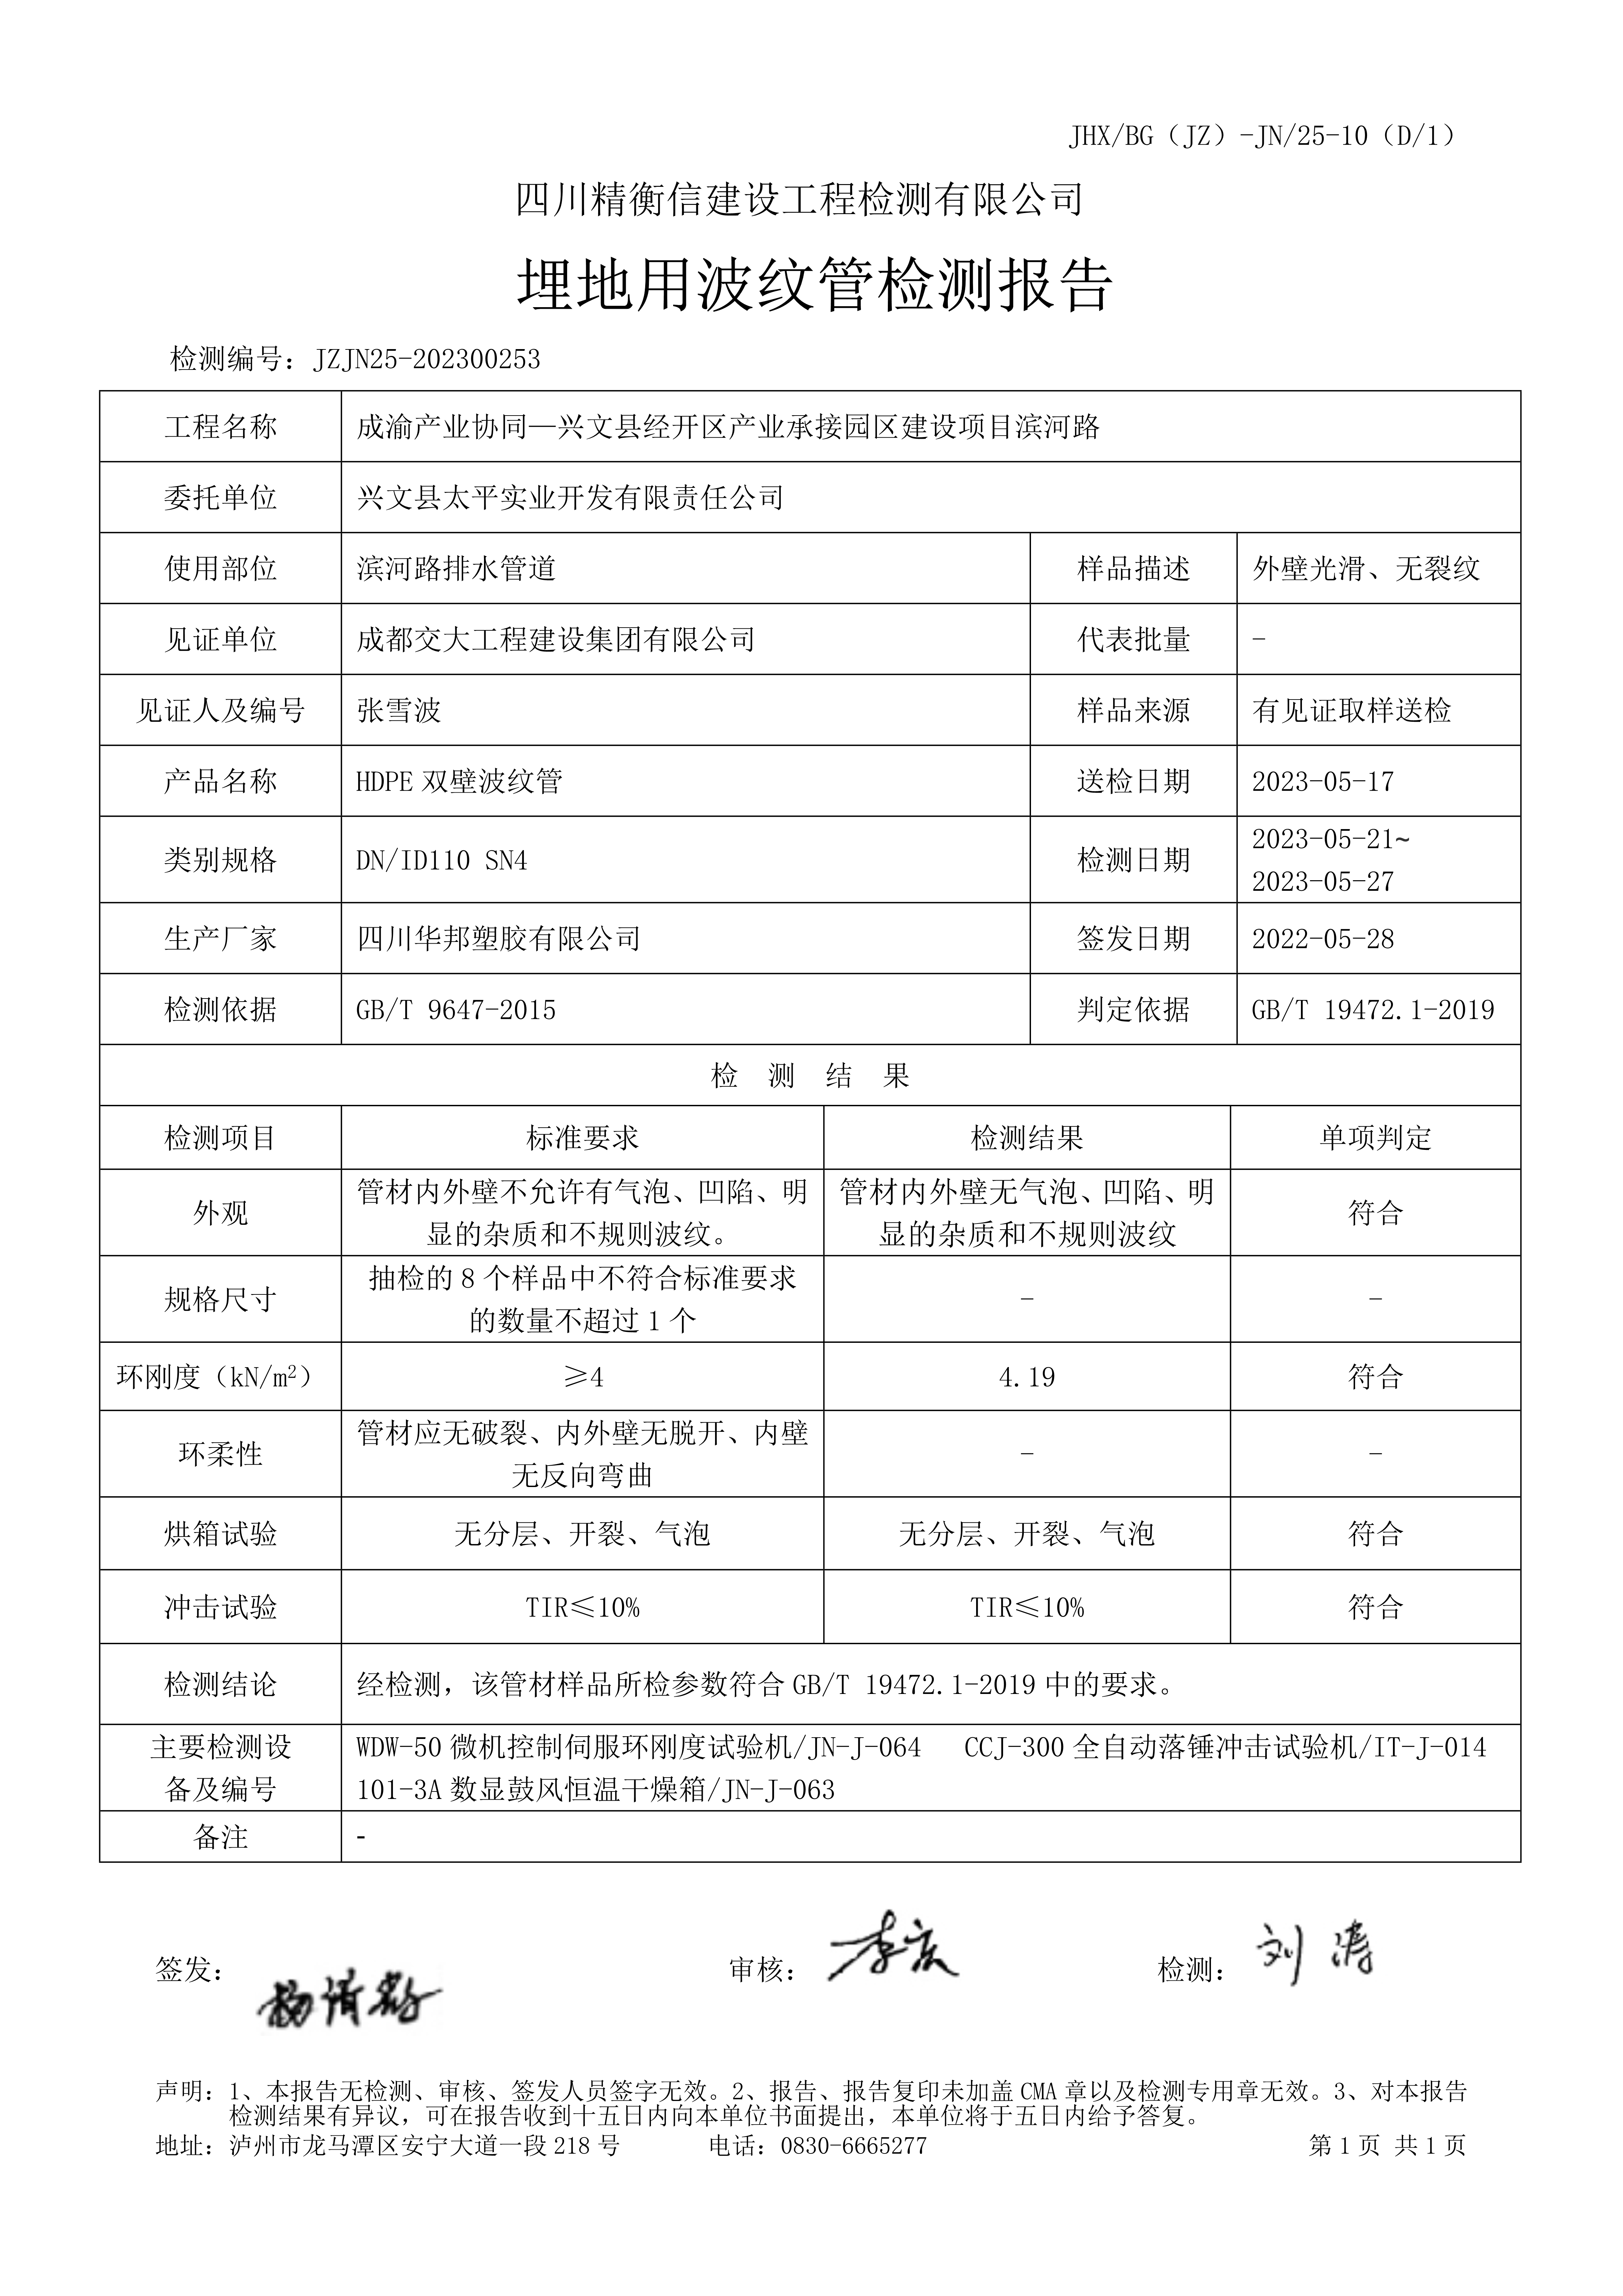 JHX/BG（JZ）-JN/25-10（D/1）
四川精衡信建设工程检测有限公司
埋地用波纹管检测报告
检测编号：JZJN25-202300253
工程名称 成渝产业协同—兴文县经开区产业承接园区建设项目滨河路
委托单位 兴文县太平实业开发有限责任公司
使用部位 滨河路排水管道 样品描述 外壁光滑、无裂纹
见证单位 成都交大工程建设集团有限公司 代表批量 -
见证人及编号 张雪波 样品来源 有见证取样送检
产品名称 HDPE 双壁波纹管 送检日期 2023-05-17
类别规格 DN/ID110 SN4 检测日期 2023-05-21~
2023-05-27
生产厂家 四川华邦塑胶有限公司 签发日期 2022-05-28
检测依据 GB/T 9647-2015 判定依据 GB/T 19472.1-2019
检 测 结 果
检测项目 标准要求 检测结果 单项判定
外观 管材内外壁不允许有气泡、凹陷、明 管材内外壁无气泡、凹陷、明 符合
显的杂质和不规则波纹。 显的杂质和不规则波纹
规格尺寸 抽检的 8 个样品中不符合标准要求 - -
的数量不超过 1 个
环刚度（kN/m²） ≥4 4.19 符合
环柔性 管材应无破裂、内外壁无脱开、内壁 - -
无反向弯曲
烘箱试验 无分层、开裂、气泡 无分层、开裂、气泡 符合
冲击试验 TIR≤10% TIR≤10% 符合
检测结论 经检测，该管材样品所检参数符合 GB/T 19472.1-2019 中的要求。
主要检测设 WDW-50 微机控制伺服环刚度试验机/JN-J-064 CCJ-300 全自动落锤冲击试验机/IT-J-014
备及编号 101-3A 数显鼓风恒温干燥箱/JN-J-063
备注 -
签发： 审核： 检测：刘涛
声明：1、本报告无检测、审核、签发人员签字无效。2、报告、报告复印未加盖 CMA 章以及检测专用章无效。3、对本报告
检测结果有异议，可在报告收到十五日内向本单位书面提出，本单位将于五日内给予答复。
地址：泸州市龙马潭区安宁大道一段 218 号 电话：0830-6665277 第 1 页 共 1 页